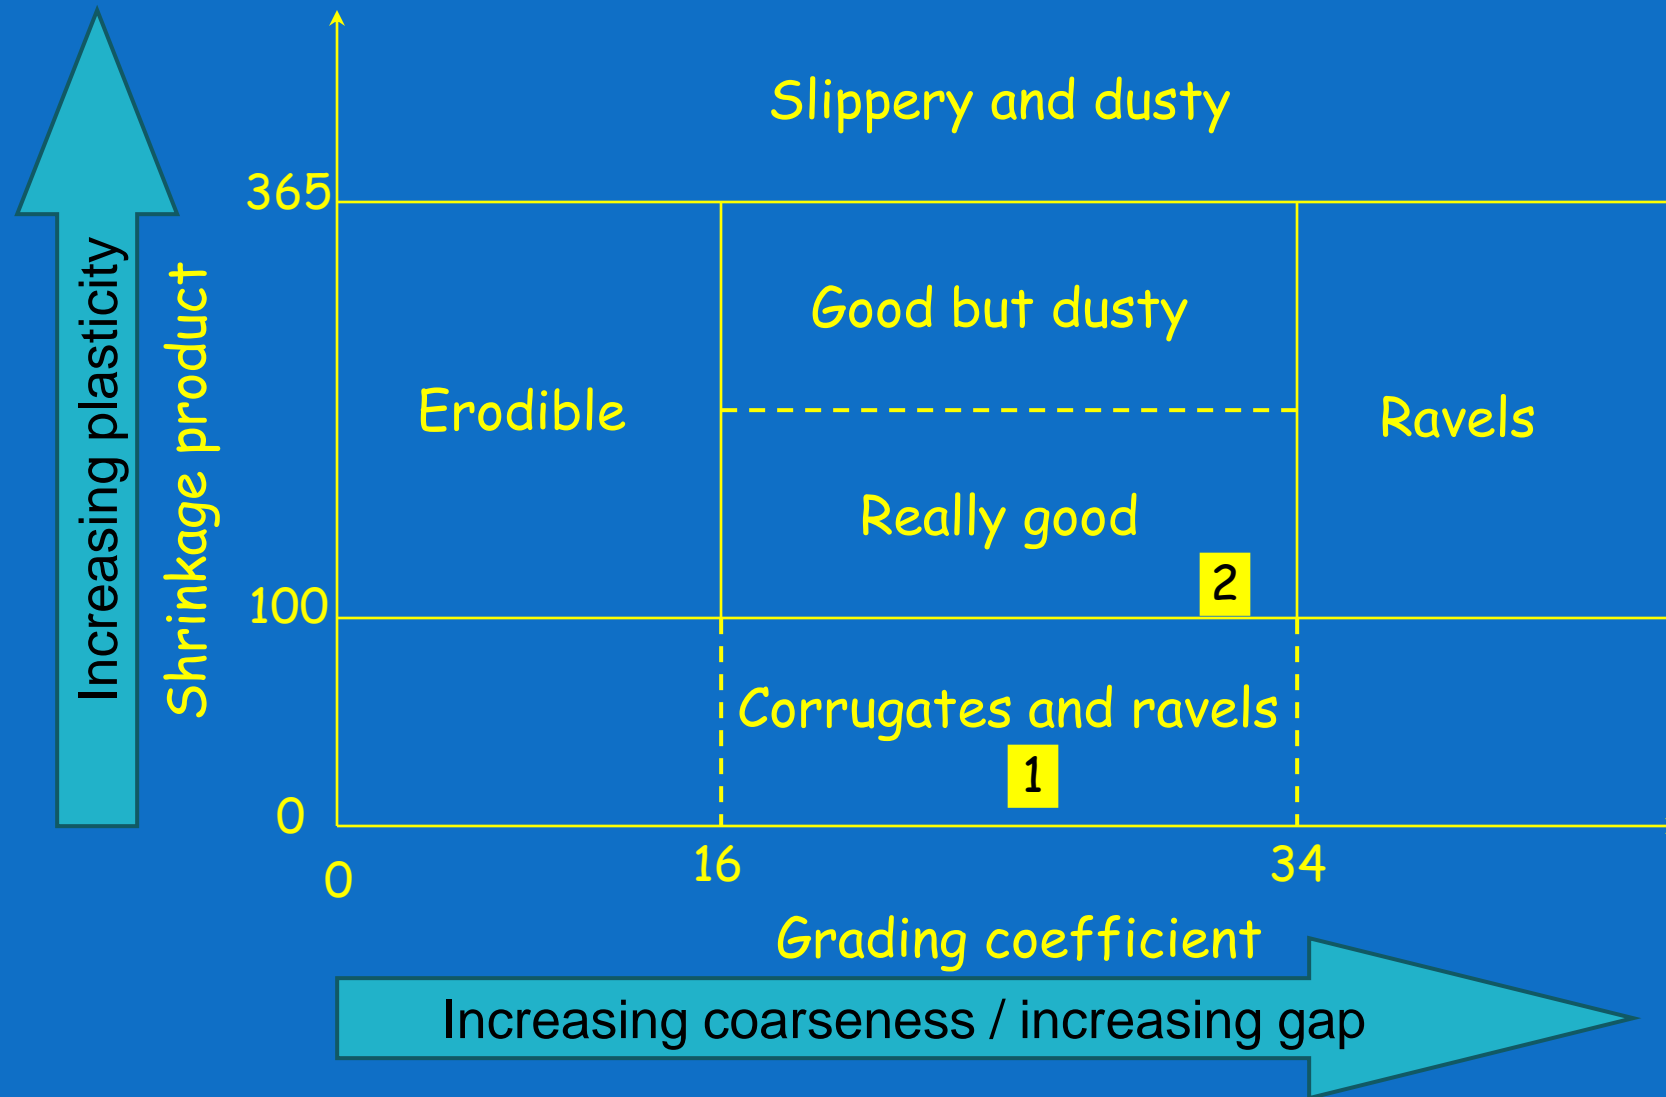 Slippery and dusty
365
Increasing plasticity
Shrinkage product
Good but dusty
Erodible
Ravels
Really good
2
100
Corrugates and ravels
1
0
0
16
34
Grading coefficient
Increasing coarseness / increasing gap